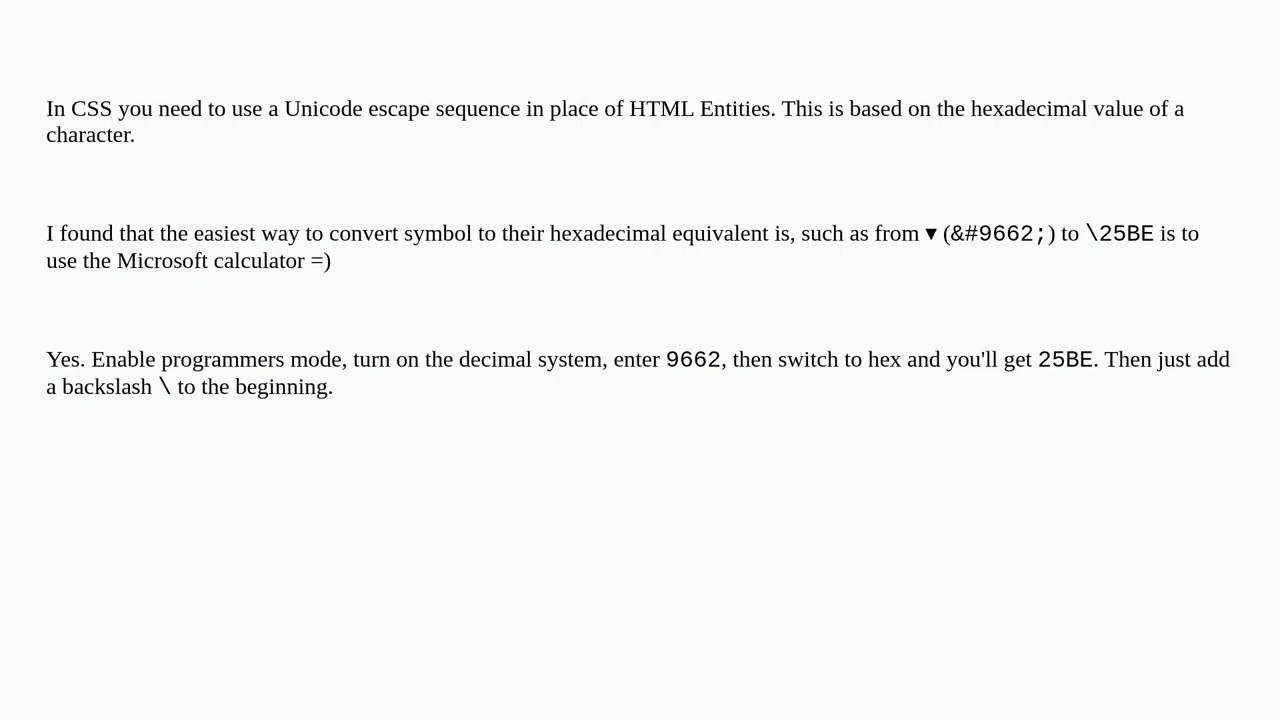 In CSS you need to use a Unicode escape sequence in place of HTML Entities. This is based on the hexadecimal value of a
character.
I found that the easiest way to convert symbol to their hexadecimal equivalent is, such as from ▾ (&#9662;) to \25BE is to
use the Microsoft calculator =)
Yes. Enable programmers mode, turn on the decimal system, enter 9662, then switch to hex and you'll get 25BE. Then just add
a backslash \ to the beginning.